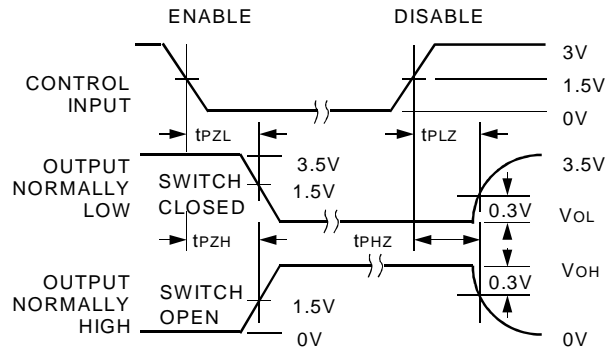 ENABLE DISABLE
3V
CONTROL
INPUT
1.5V
0V
tPZL tPLZ
OUTPUT
NORMALLY
LOW
3.5V 3.5V
SWITCH
CLOSED
1.5V
0.3V VOL
tPZH tPHZ
VOH
OUTPUT
NORMALLY
HIGH
SWITCH
OPEN
0.3V
1.5V
0V 0V